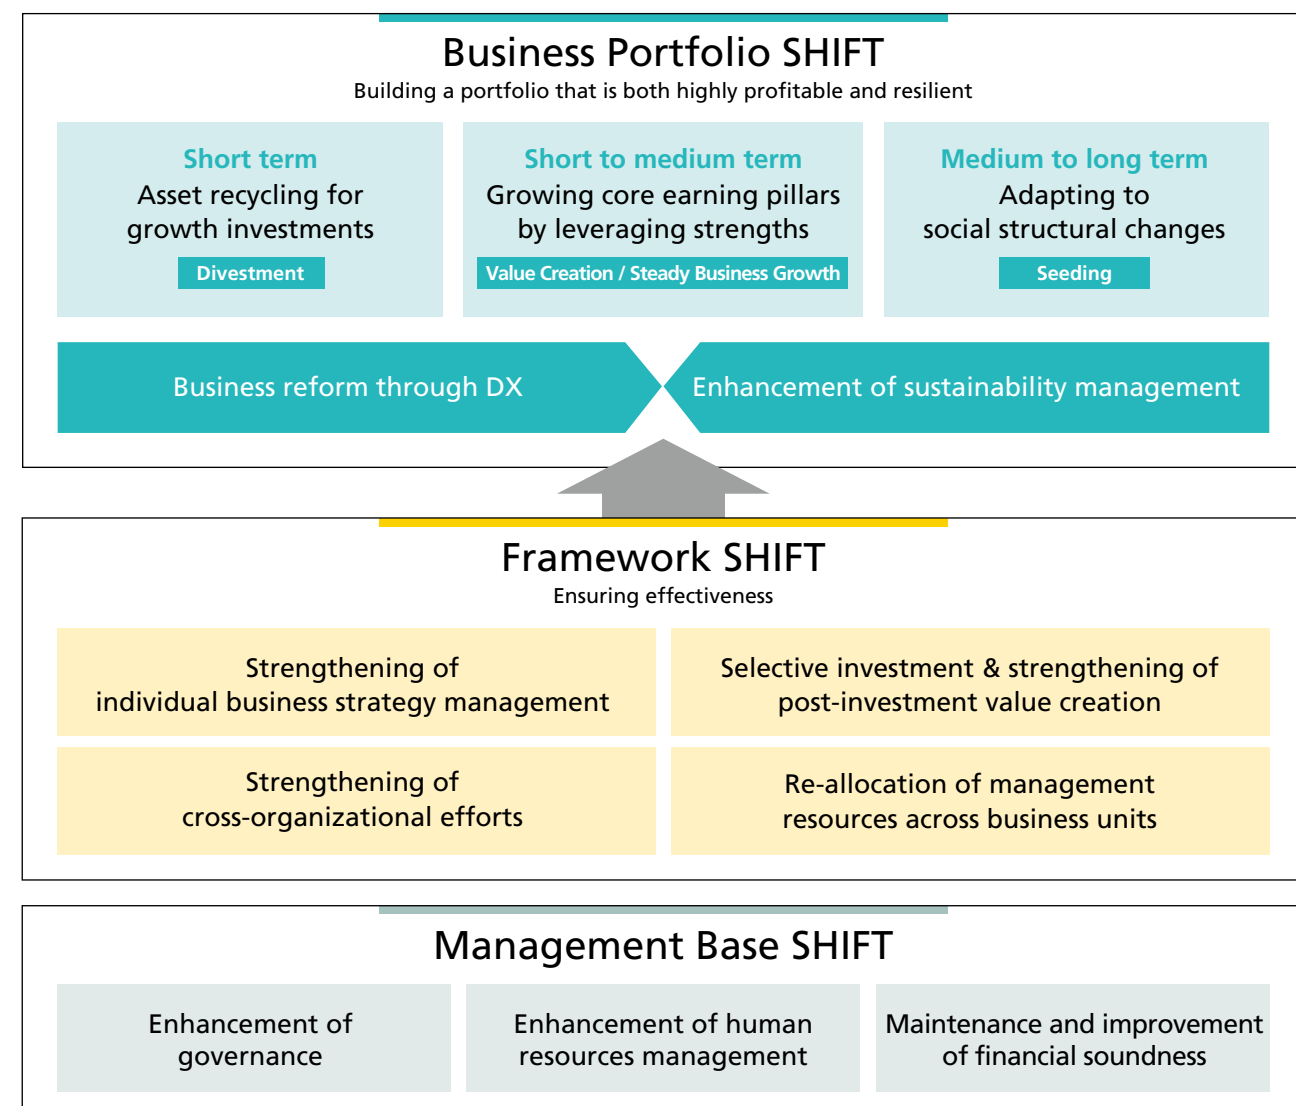 Business Portfolio SHIFT
Building a portfolio that is both highly profitable and resilient
Short term
Asset recycling for
growth investments
Divestment
Short to medium term
Growing core earning pillars
by leveraging strengths
Value Creation / Steady Business Growth
Medium to long term
Adapting to
social structural changes
Seeding
Business reform through DX
Enhancement of sustainability management
Framework SHIFT
Ensuring effectiveness
Strengthening of
individual business strategy management
Selective investment & strengthening of
post-investment value creation
Strengthening of
cross-organizational efforts
Re-allocation of management
resources across business units
Management Base SHIFT
Enhancement of
governance
Enhancement of human
resources management
Maintenance and improvement
of financial soundness